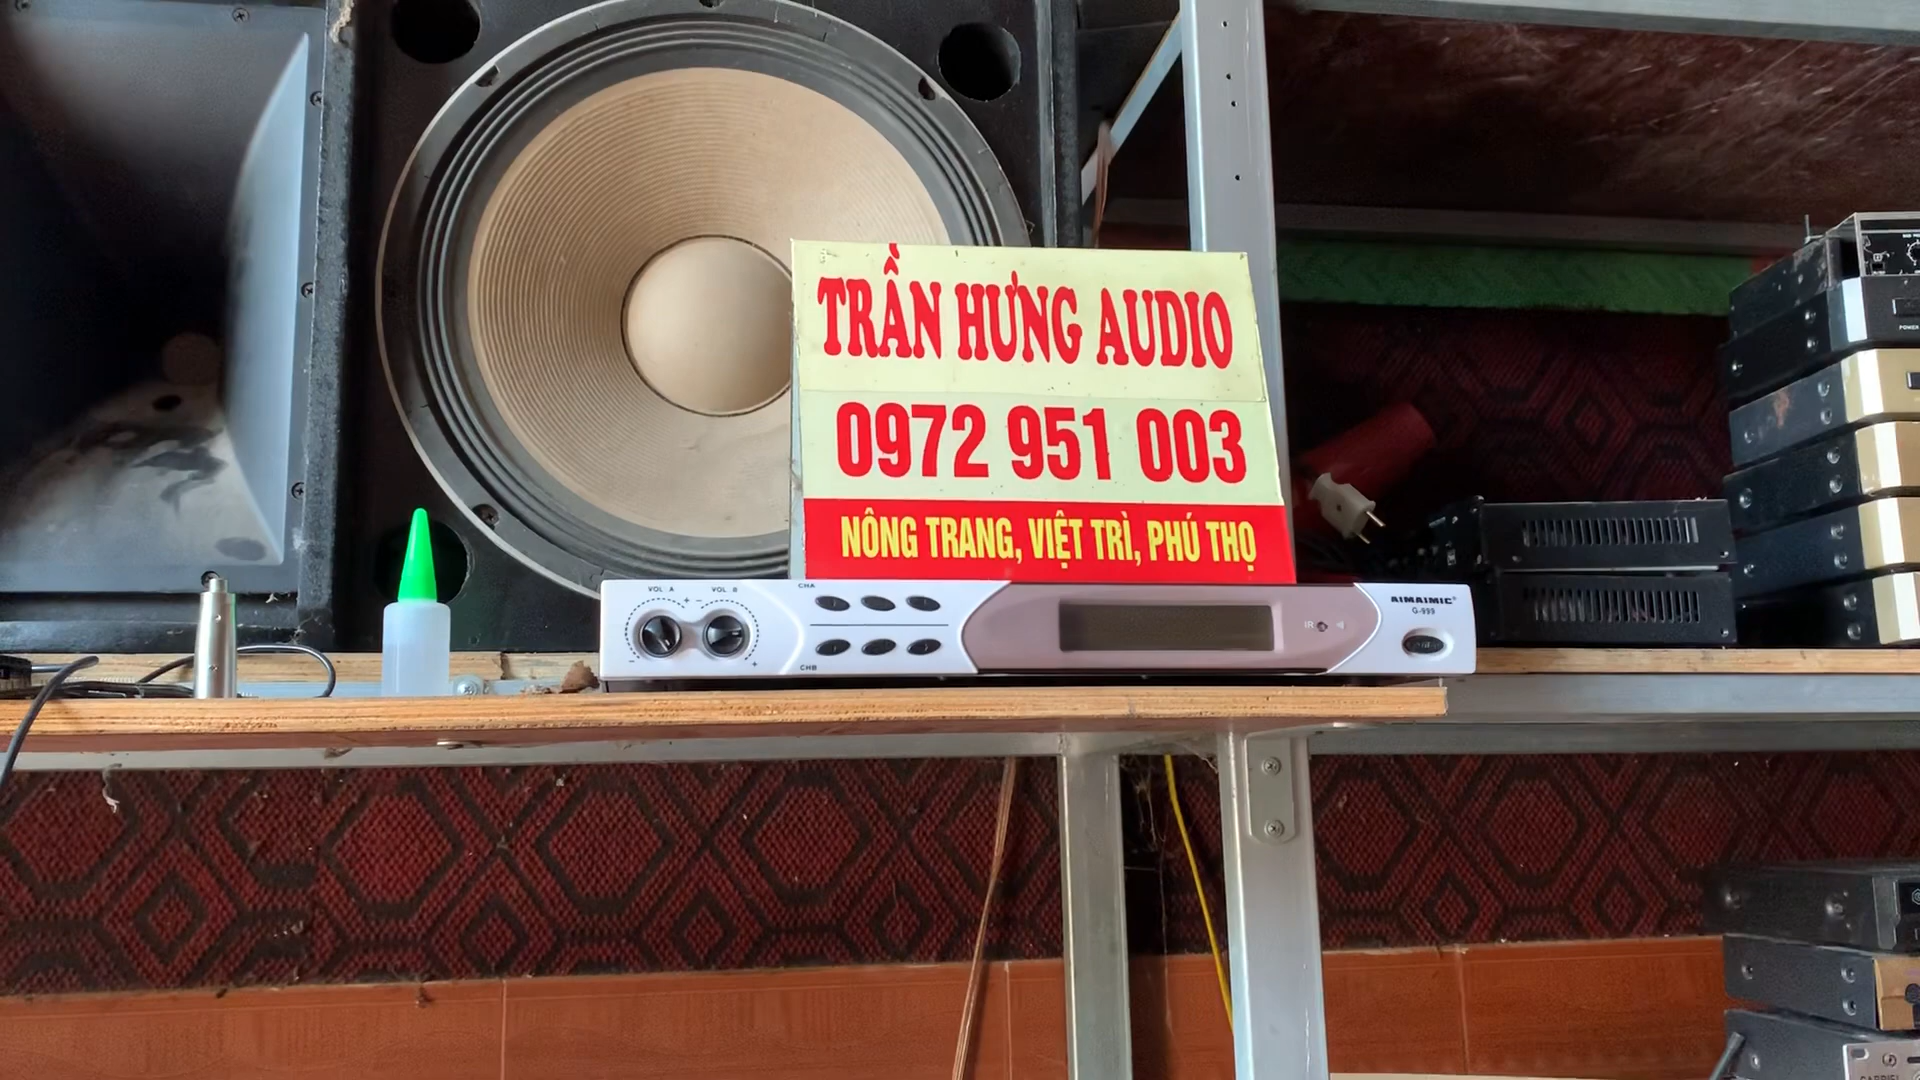 TRẦN HƯNG AUDIO
0972 951 003
NÔNG TRANG, VIỆT TRÌ, PHÚ THỌ
VOL A
VOL B
CHA
CHB
IR
AIMAIMIC®
G-999
POWER